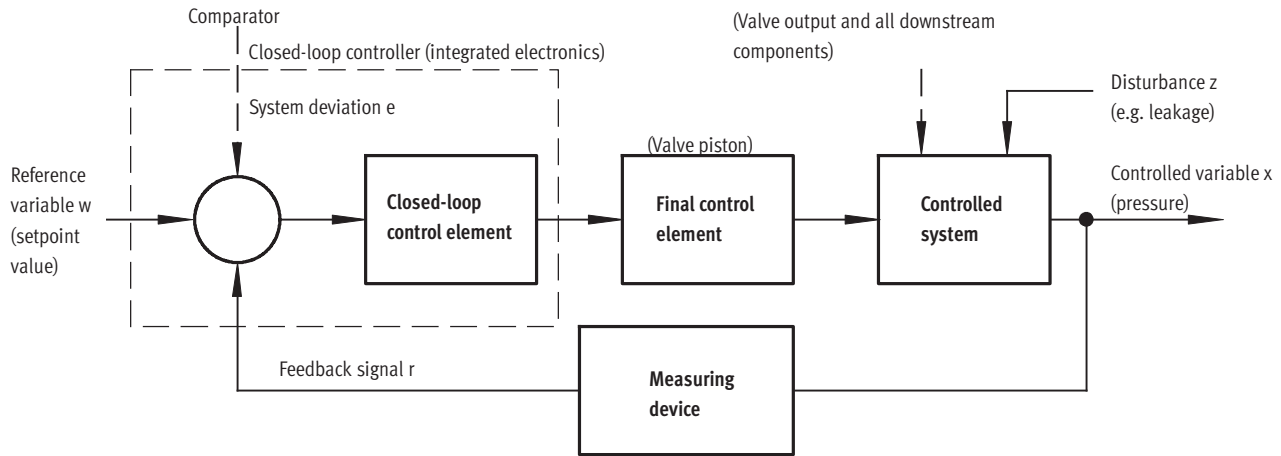 Comparator
Closed-loop controller (integrated electronics)
System deviation e
(Valve output and all downstream
components)
Disturbance z
(e.g. leakage)
Reference
variable w
(setpoint
value)
Closed-loop
control element
(Valve piston)
Final control
element
Controlled
system
Controlled variable x
(pressure)
Feedback signal r
Measuring
device